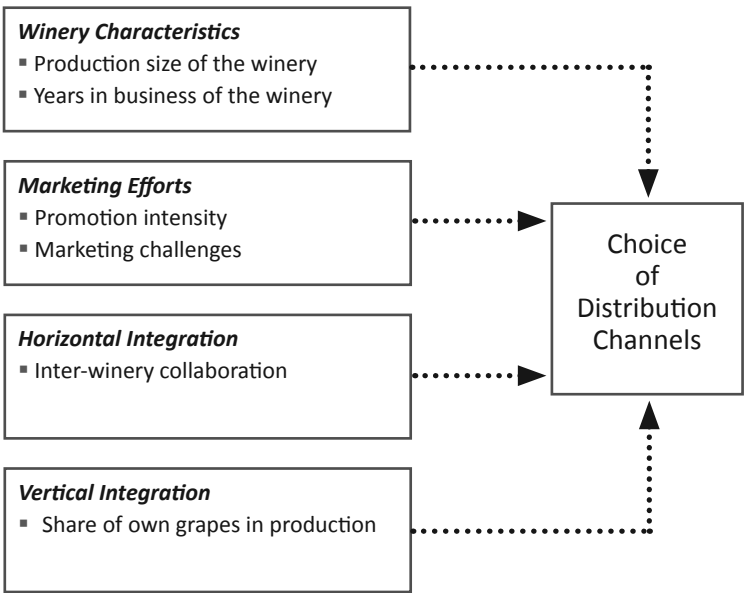 Winery Characteristics
▪ Production size of the winery
▪ Years in business of the winery
Marketing Efforts
▪ Promotion intensity
▪ Marketing challenges
Horizontal Integration
▪ Inter-winery collaboration
Vertical Integration
▪ Share of own grapes in production
Choice
of
Distribution
Channels